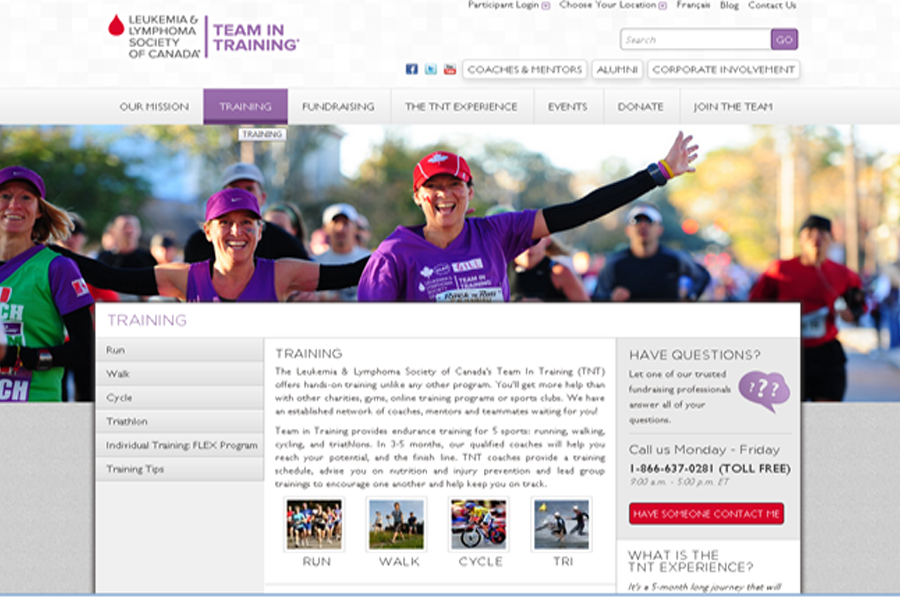 Participant Login Choose Your Location Français Blog Contact Us
LEUKEMIA &
LYMPHOMA
SOCIETY
OF CANADA®
TEAM IN
TRAINING®
Search GO
COACHES & MENTORS ALUMNI CORPORATE INVOLVEMENT
OUR MISSION TRAINING FUNDRAISING THE TNT EXPERIENCE EVENTS DONATE JOIN THE TEAM
TRAINING
TEAM IN
TRAINING
CH
TRAINING
Run
Walk
Cycle
Triathlon
Individual Training: FLEX Program
Training Tips
TRAINING
The Leukemia & Lymphoma Society of Canada's Team In Training (TNT)
offers hands-on training unlike any other program. You'll get more help than
with other charities, gyms, online training programs or sports clubs. We have
an established network of coaches, mentors and teammates waiting for you!
Team in Training provides endurance training for 5 sports: running, walking,
cycling, and triathlons. In 3-5 months, our qualified coaches will help you
reach your potential, and the finish line. TNT coaches provide a training
schedule, advise you on nutrition and injury prevention and lead group
trainings to encourage one another and help keep you on track.
RUN WALK CYCLE TRI
HAVE QUESTIONS?
Let one of our trusted
fundraising professionals
answer all of your
questions.
???
Call us Monday - Friday
1-866-637-0281 (TOLL FREE)
9:00 a.m. - 5:00 p.m. ET
HAVE SOMEONE CONTACT ME
WHAT IS THE
TNT EXPERIENCE?
It's a 5-month long journey that will